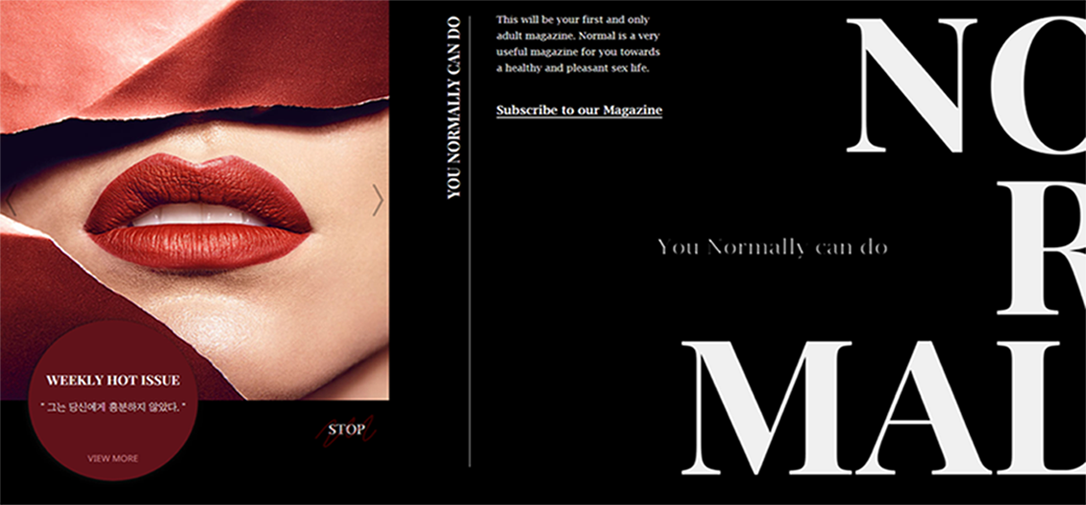 WEEKLY HOT ISSUE
" 그는 당신에게 흥분하지 않았다. "
VIEW MORE
STOP
YOU NORMALLY CAN DO
This will be your first and only
adult magazine. Normal is a very
useful magazine for you towards
a healthy and pleasant sex life.
Subscribe to our Magazine
You Normally can do
NO
R
MAL